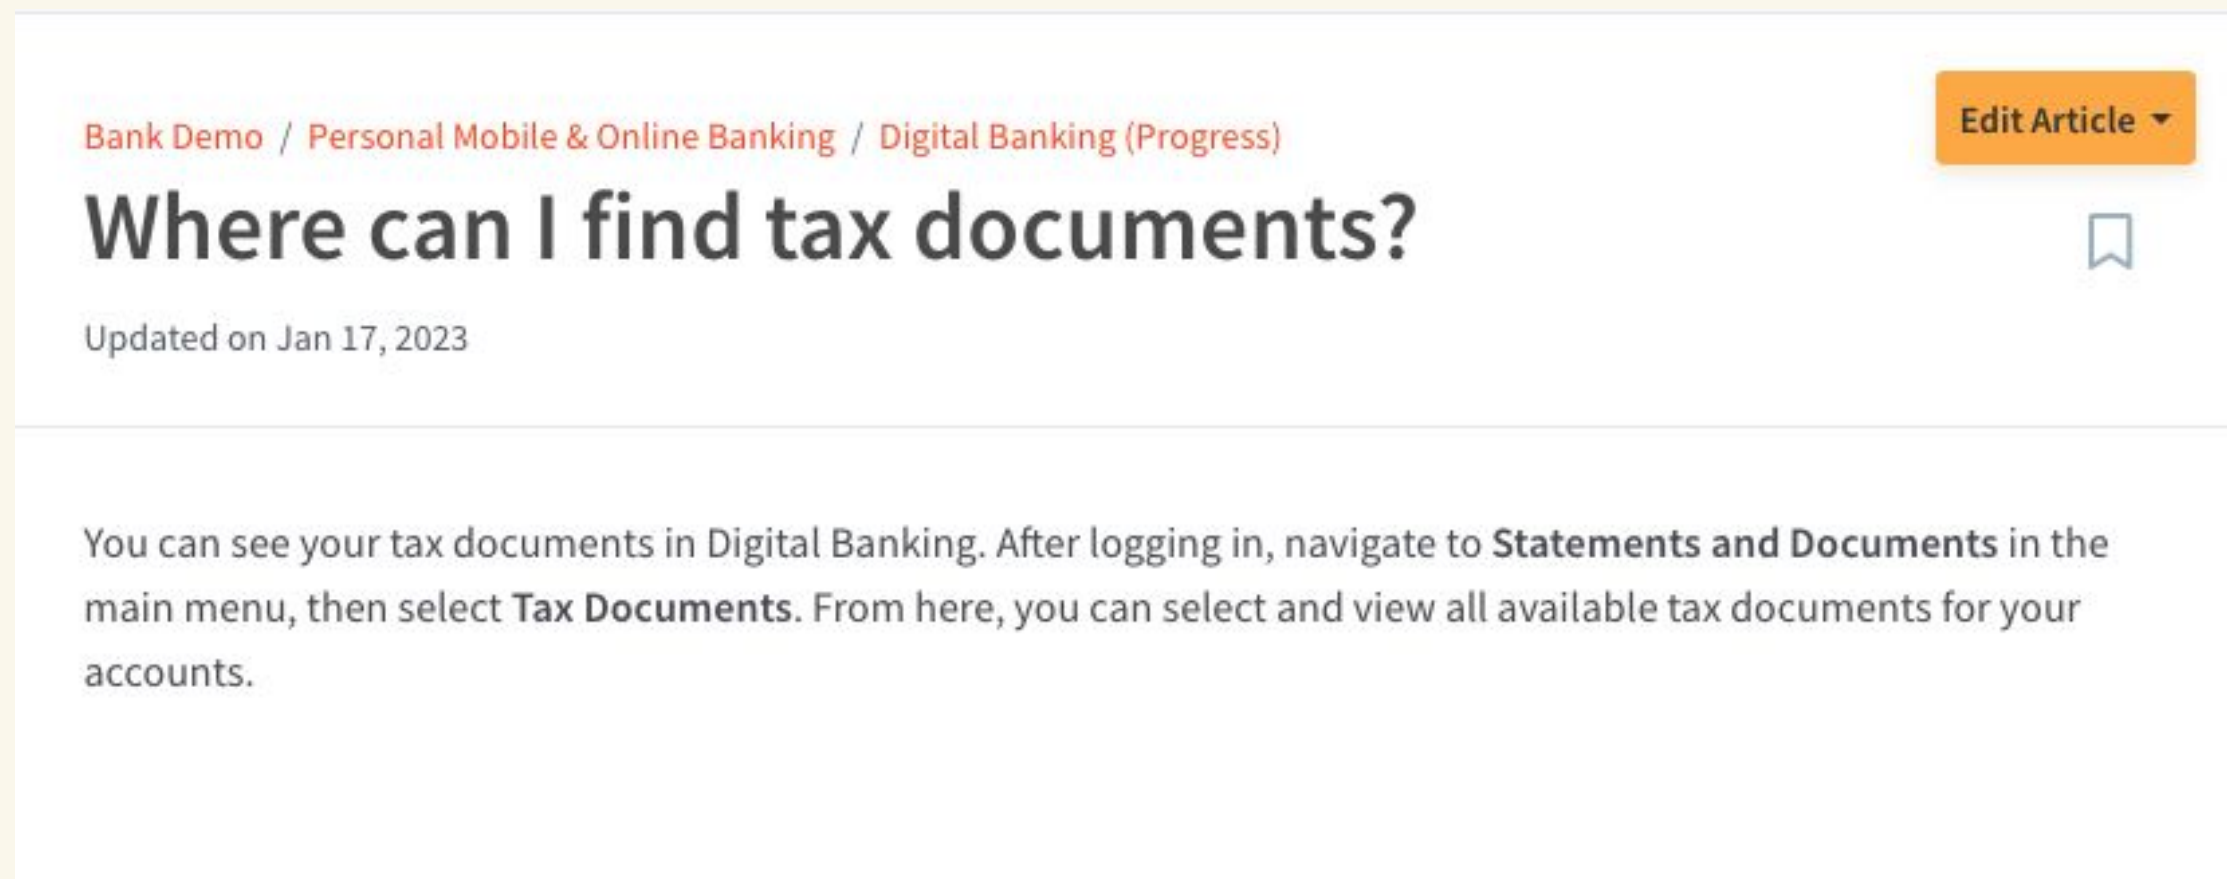 Bank Demo / Personal Mobile & Online Banking / Digital Banking (Progress)
Edit Article
Where can I find tax documents?
Updated on Jan 17, 2023
You can see your tax documents in Digital Banking. After logging in, navigate to Statements and Documents in the
main menu, then select Tax Documents. From here, you can select and view all available tax documents for your
accounts.